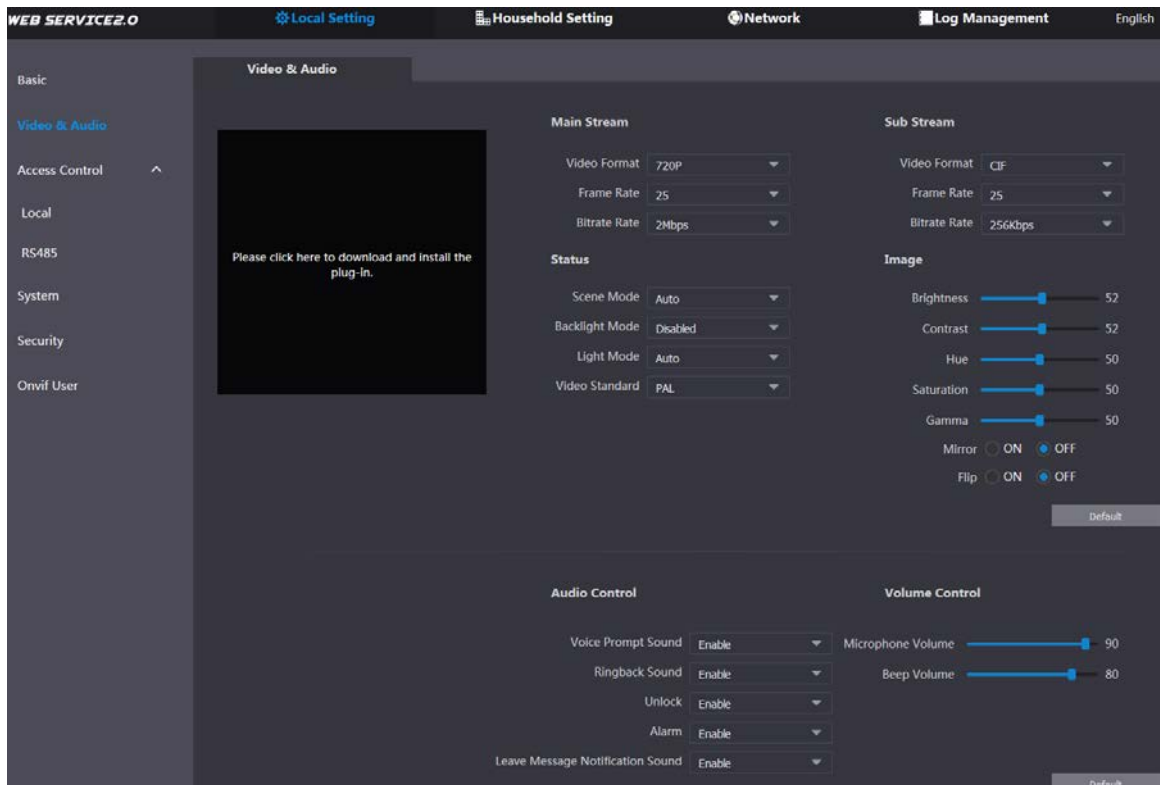 WEB SERVICE2.0
Local Setting
Household Setting
Network
Log Management
English
Basic
Video & Audio
Access Control
Local
RS485
System
Security
Onvif User
Video & Audio
Please click here to download and install the
plug-in.
Main Stream
Video Format 720P
Frame Rate 25
Bitrate Rate 2Mbps
Status
Scene Mode Auto
Backlight Mode Disabled
Light Mode Auto
Video Standard PAL
Sub Stream
Video Format CIF
Frame Rate 25
Bitrate Rate 256Kbps
Image
Brightness 52
Contrast 52
Hue 50
Saturation 50
Gamma 50
Mirror ON OFF
Flip ON OFF
Default
Audio Control
Voice Prompt Sound Enable
Ringback Sound Enable
Unlock Enable
Alarm Enable
Leave Message Notification Sound Enable
Volume Control
Microphone Volume 90
Beep Volume 80
Default